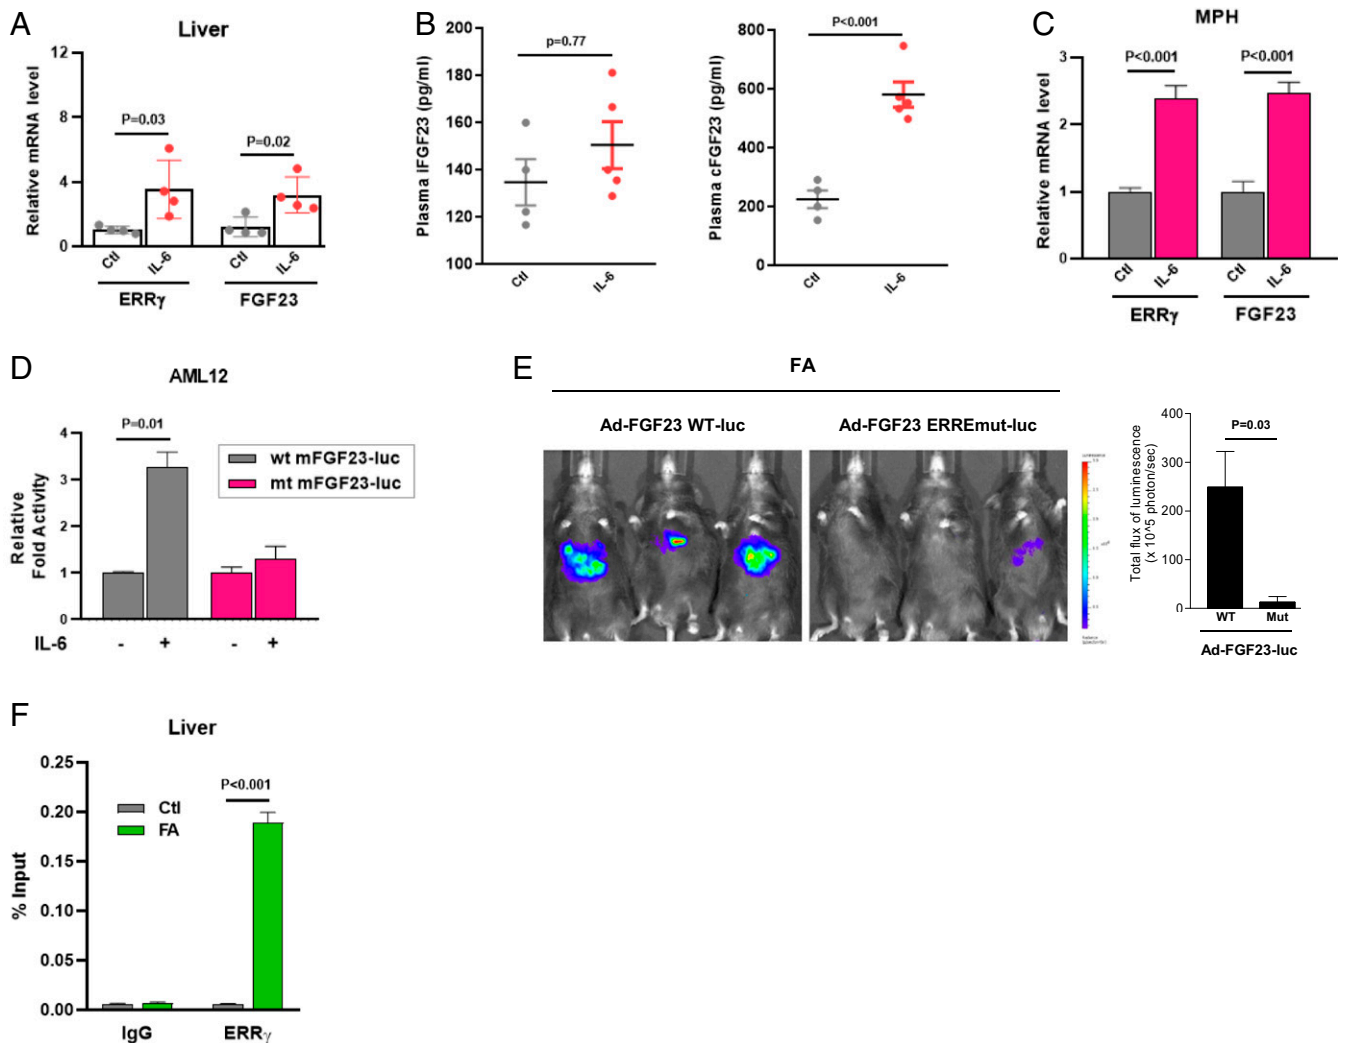 A
Liver
Relative mRNA level
12
8
4
0
P=0.03
P=0.02
Ctl
IL-6
Ctl
IL-6
ERRγ
FGF23
B
Plasma iFGF23 (pg/ml)
200
180
160
140
120
100
p=0.77
Ctl
IL-6
Plasma cFGF23 (pg/ml)
800
600
400
200
0
P<0.001
Ctl
IL-6
C
MPH
Relative mRNA level
3
2
1
0
P<0.001
P<0.001
Ctl
IL-6
Ctl
IL-6
ERRγ
FGF23
D
AML12
Relative
Fold Activity
4
3
2
1
0
P=0.01
wt mFGF23-luc
mt mFGF23-luc
IL-6
-
+
-
+
E
FA
Ad-FGF23 WT-luc
Ad-FGF23 ERREmut-luc
Total flux of luminescence
(x 10^5 photon/sec)
400
300
200
100
0
P=0.03
WT
Mut
Ad-FGF23-luc
F
Liver
% Input
0.25
0.20
0.15
0.10
0.05
0.00
Ctl
FA
P<0.001
IgG
ERRγ